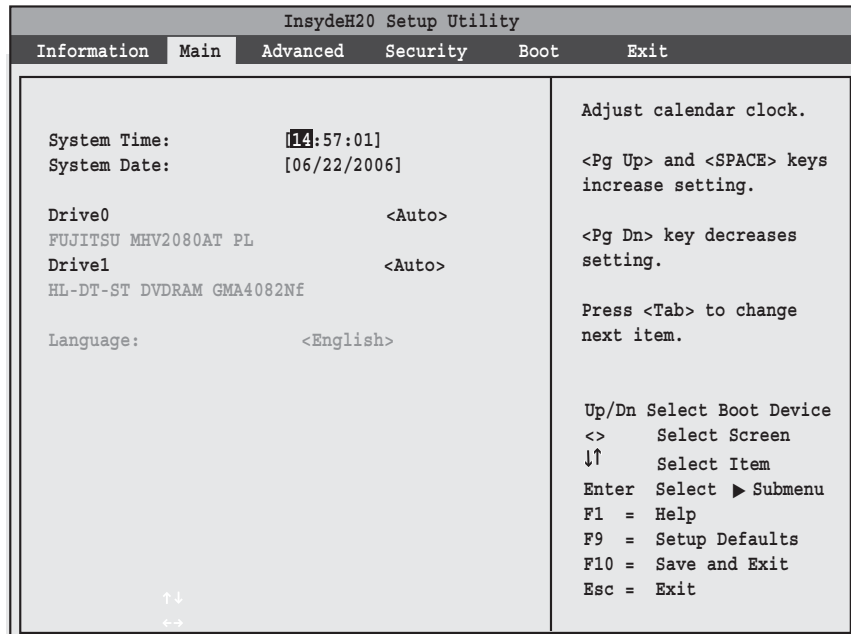 InsydeH20 Setup Utility
Information Main Advanced Security Boot Exit
System Time: [14:57:01]
System Date: [06/22/2006]
Drive0 <Auto>
FUJITSU MHV2080AT PL
Drive1 <Auto>
HL-DT-ST DVDRAM GMA4082Nf
Language: <English>
Adjust calendar clock.
<Pg Up> and <SPACE> keys
increase setting.
<Pg Dn> key decreases
setting.
Press <Tab> to change
next item.
Up/Dn Select Boot Device
<> Select Screen
↓↑ Select Item
Enter Select ▶ Submenu
F1 = Help
F9 = Setup Defaults
F10 = Save and Exit
Esc = Exit
↑↓
←→